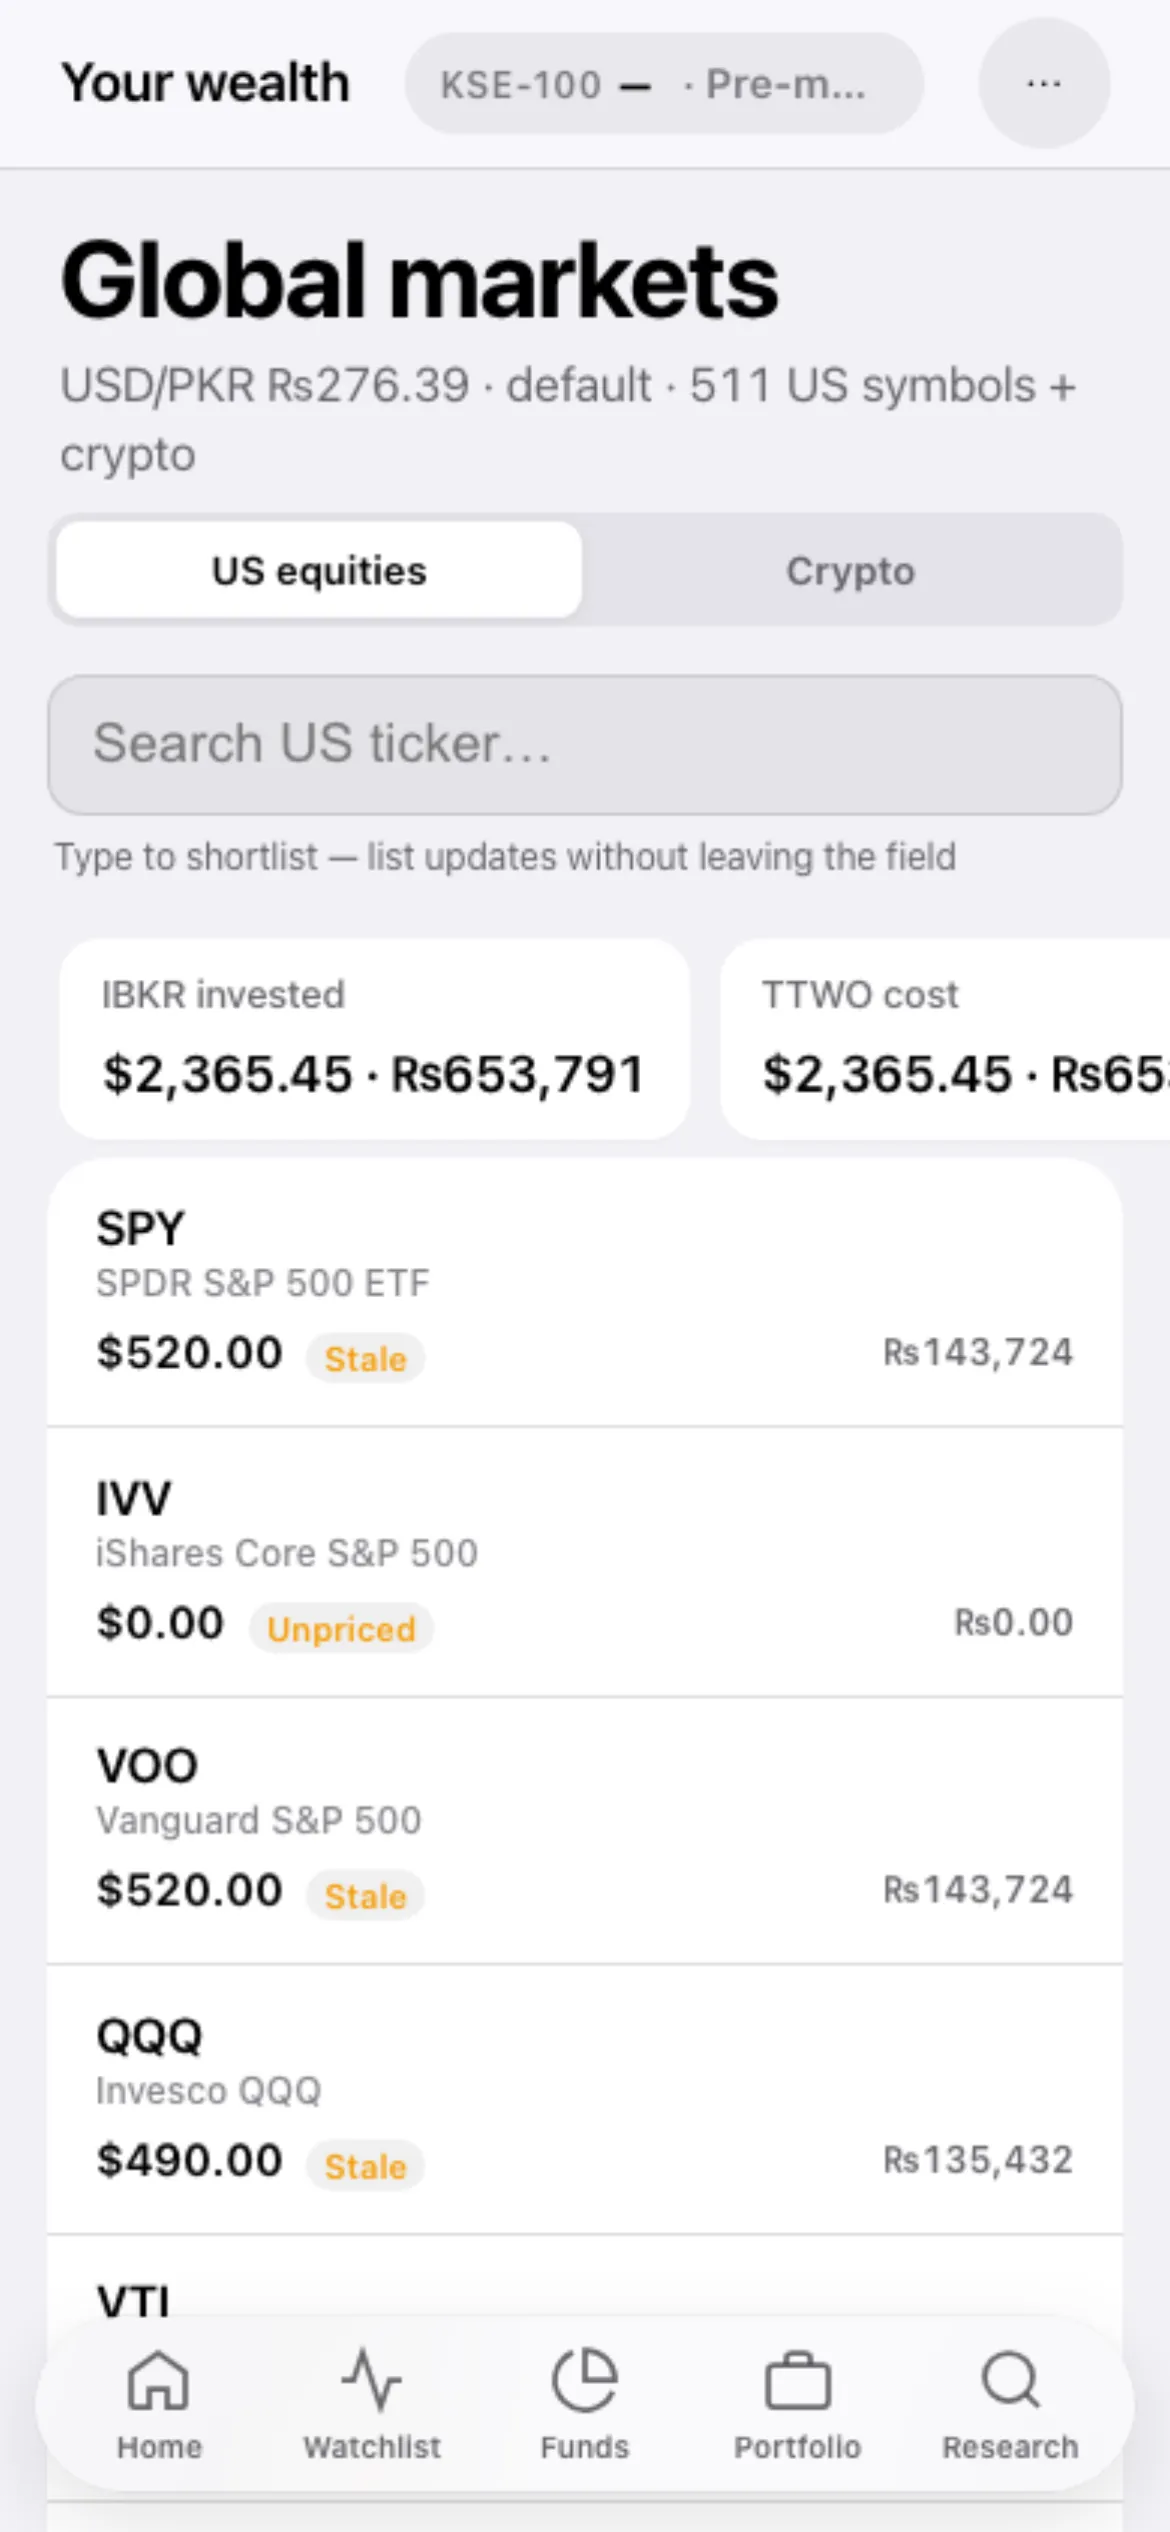 Your wealth
KSE-100 — · Pre-m...
...
Global markets
USD/PKR Rs276.39 · default · 511 US symbols +
crypto
US equities
Crypto
Search US ticker...
Type to shortlist — list updates without leaving the field
IBKR invested
$2,365.45 · Rs653,791
TTWO cost
$2,365.45 · Rs65
SPY
SPDR S&P 500 ETF
$520.00 Stale Rs143,724
IVV
iShares Core S&P 500
$0.00 Unpriced Rs0.00
VOO
Vanguard S&P 500
$520.00 Stale Rs143,724
QQQ
Invesco QQQ
$490.00 Stale Rs135,432
VTI
Home
Watchlist
Funds
Portfolio
Research